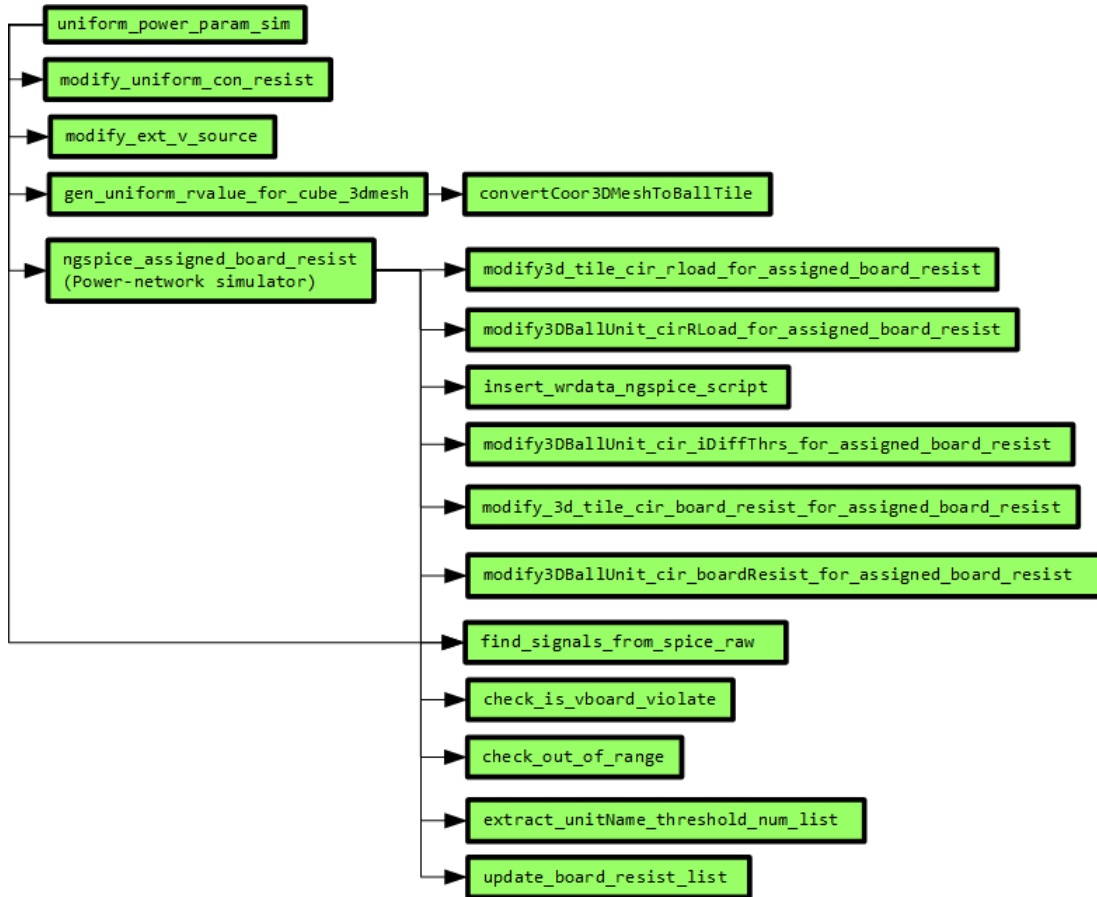 uniform_power_param_sim
modify_uniform_con_resist
modify_ext_v_source
gen_uniform_rvalue_for_cube_3dmesh
convertCoor3DMeshToBallTile
ngspice_assigned_board_resist
(Power-network simulator)
modify3d_tile_cir_rload_for_assigned_board_resist
modify3DBallUnit_cirRLoad_for_assigned_board_resist
insert_wrdata_ngspice_script
modify3DBallUnit_cir_iDiffThrs_for_assigned_board_resist
modify_3d_tile_cir_board_resist_for_assigned_board_resist
modify3DBallUnit_cir_boardResist_for_assigned_board_resist
find_signals_from_spice_raw
check_is_vboard_violate
check_out_of_range
extract_unitName_threshold_num_list
update_board_resist_list